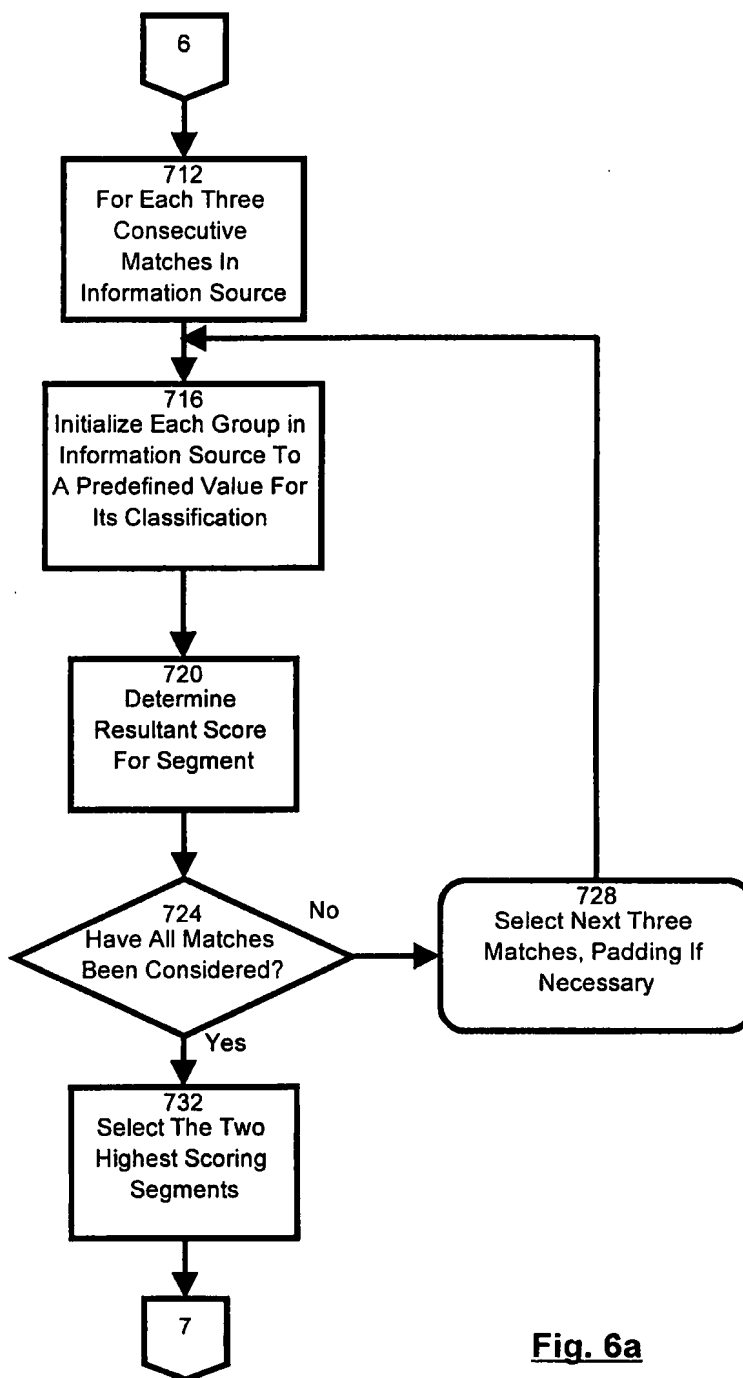 6
712
For Each Three
Consecutive
Matches In
Information Source
716
Initialize Each Group in
Information Source To
A Predefined Value For
Its Classification
720
Determine
Resultant Score
For Segment
724
Have All Matches
Been Considered?
No
728
Select Next Three
Matches, Padding If
Necessary
Yes
732
Select The Two
Highest Scoring
Segments
7
Fig. 6a